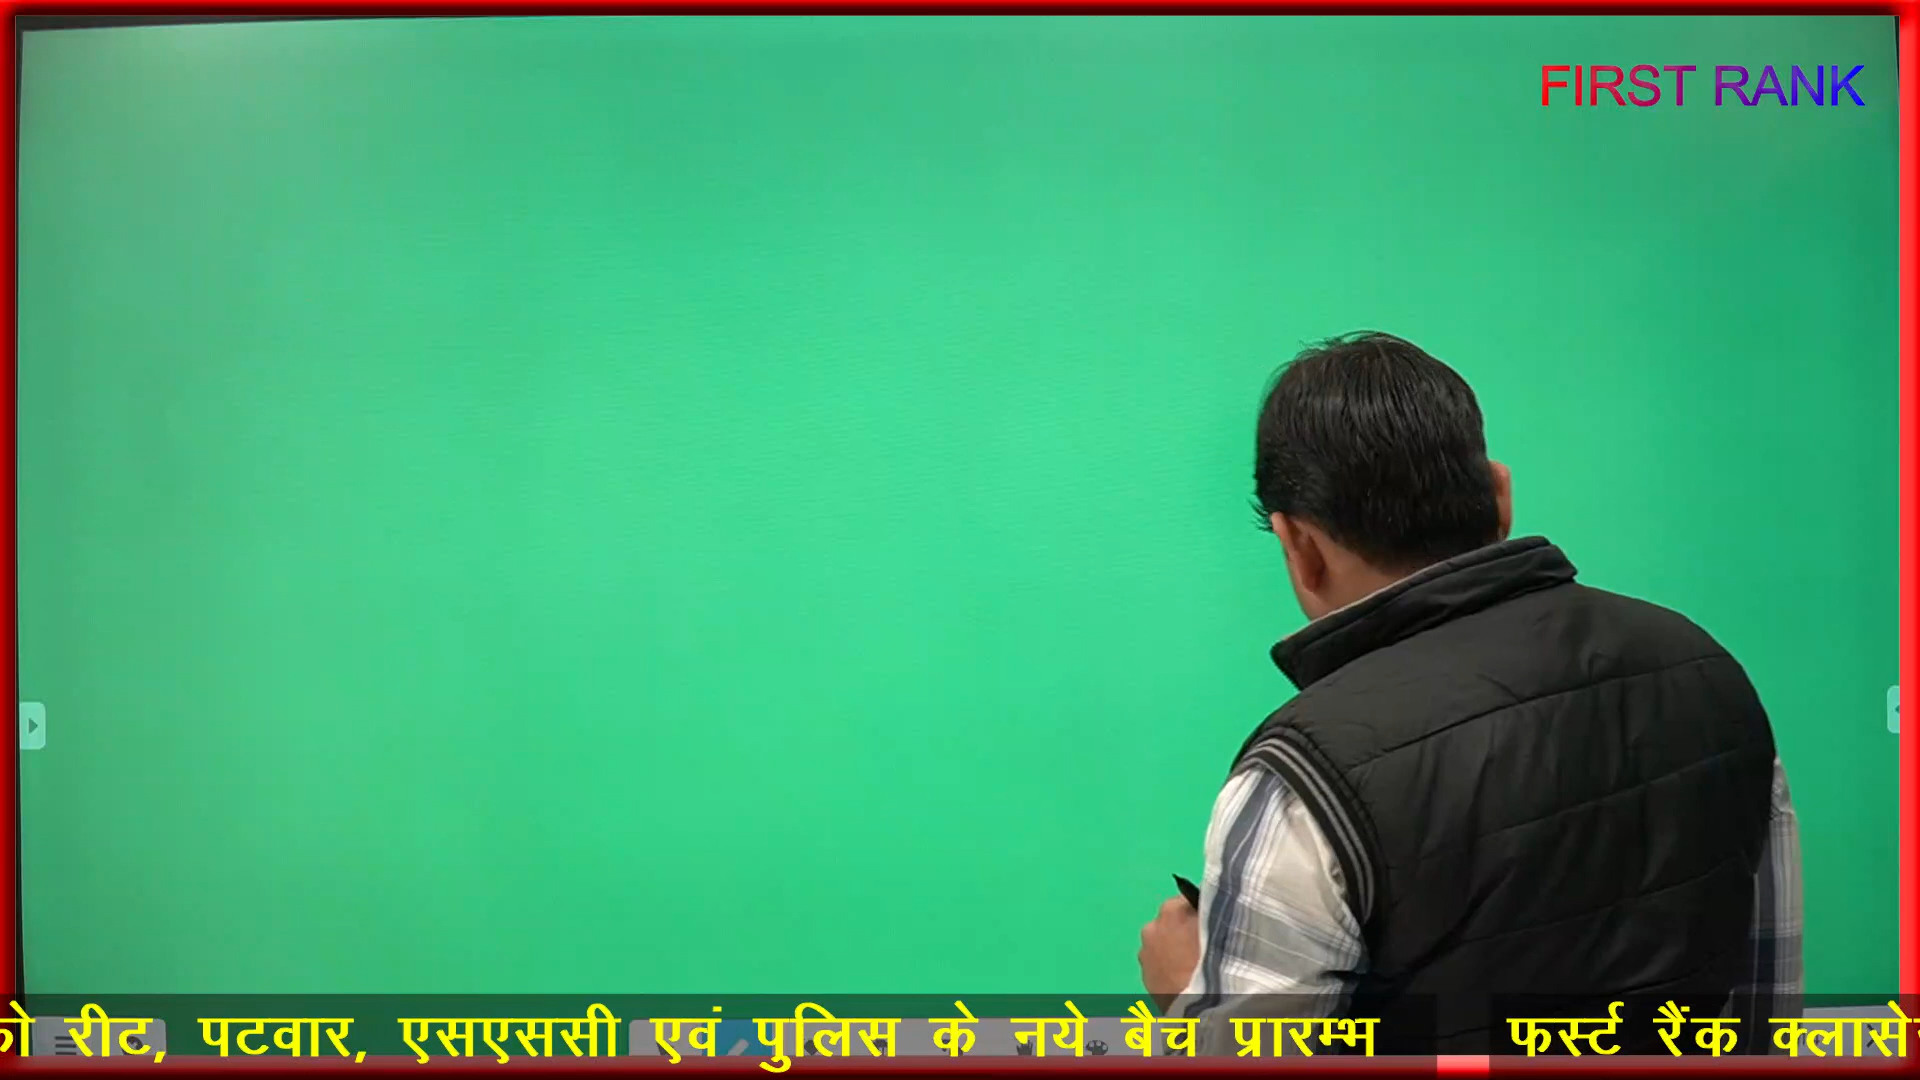 FIRST RANK
को रीट, पटवार, एसएससी एवं पुलिस के नये बैच प्रारम्भ फर्स्ट रैंक